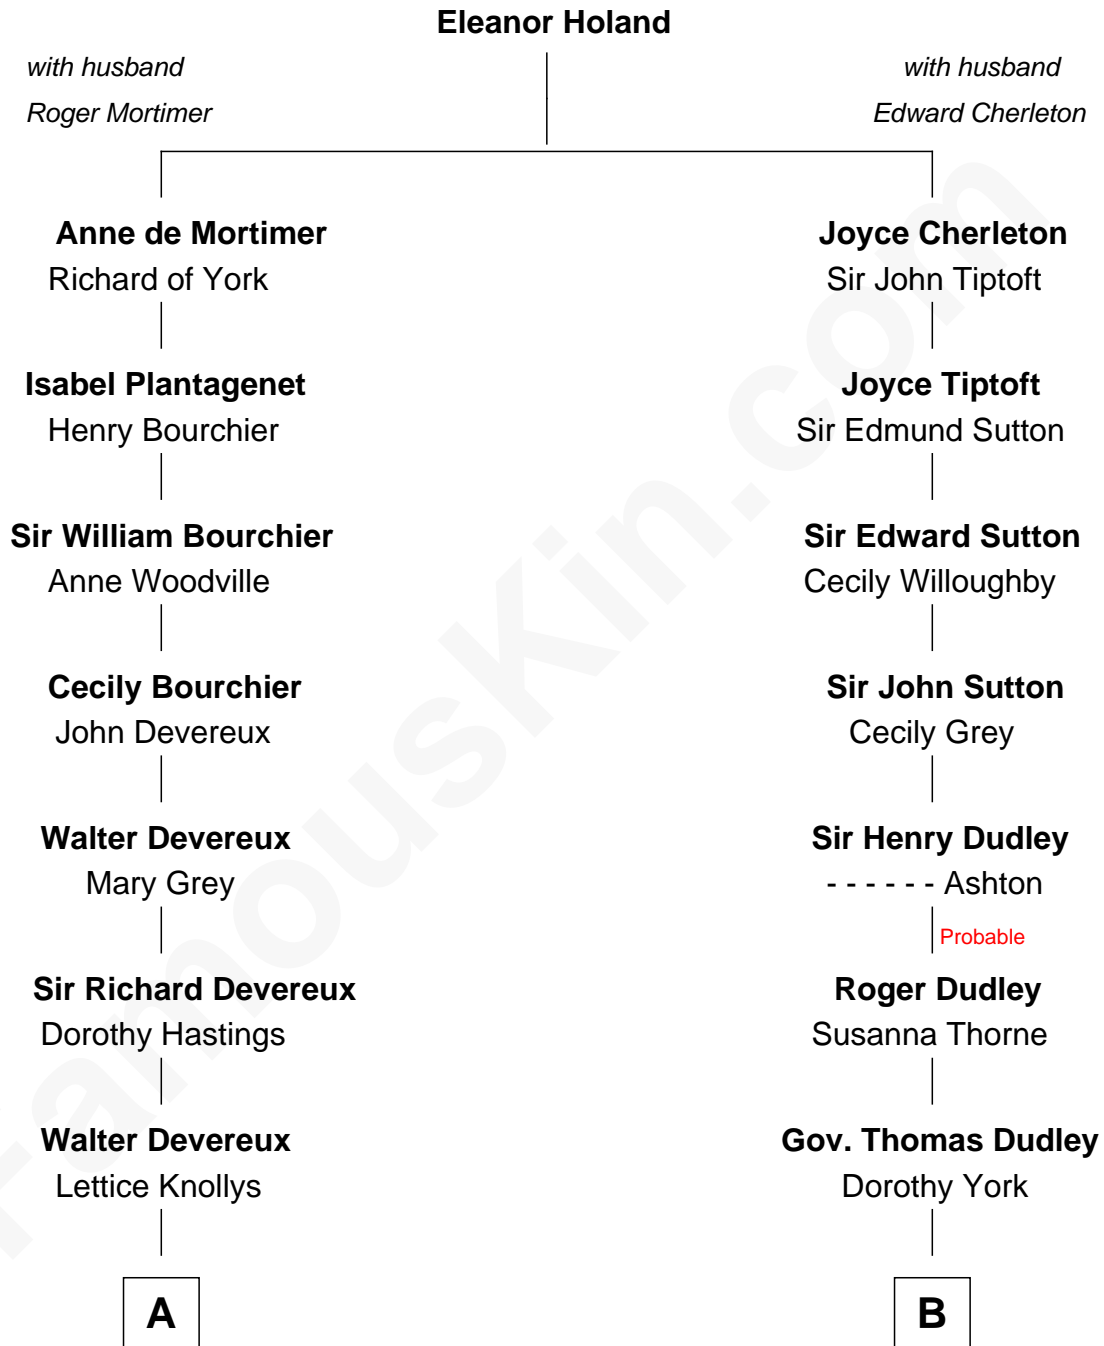 Eleanor Holand
with husband
Roger Mortimer
with husband
Edward Cherleton
Anne de Mortimer
Richard of York
Joyce Cherleton
Sir John Tiptoft
Isabel Plantagenet
Henry Bourchier
Joyce Tiptoft
Sir Edmund Sutton
Sir William Bourchier
Anne Woodville
Sir Edward Sutton
Cecily Willoughby
Cecily Bourchier
John Devereux
Sir John Sutton
Cecily Grey
Walter Devereux
Mary Grey
Sir Henry Dudley
- - - - - - Ashton
Probable
Sir Richard Devereux
Dorothy Hastings
Roger Dudley
Susanna Thorne
Walter Devereux
Lettice Knollys
Gov. Thomas Dudley
Dorothy York
A
B
FamousKin.com